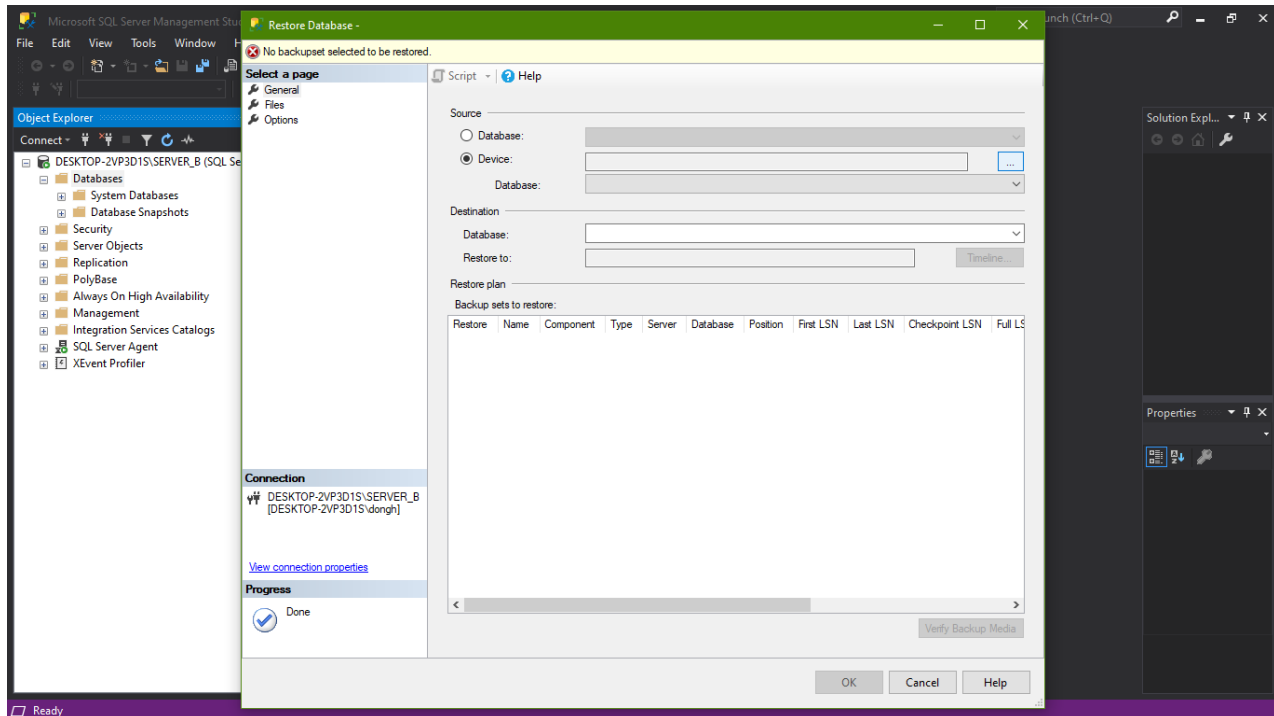 Microsoft SQL Server Management Stu
Restore Database -
unch (Ctrl+Q)
File Edit View Tools Window H
No backupset selected to be restored.
Select a page
General
Files
Options
Script Help
Object Explorer
Connect
DESKTOP-2VP3D1S\SERVER_B (SQL Se
Databases
System Databases
Database Snapshots
Security
Server Objects
Replication
PolyBase
Always On High Availability
Management
Integration Services Catalogs
SQL Server Agent
XEvent Profiler
Source
Database:
Device:
...
Database:
Destination
Database:
Restore to:
Timeline...
Restore plan
Backup sets to restore:
Restore Name Component Type Server Database Position First LSN Last LSN Checkpoint LSN Full LS
Connection
DESKTOP-2VP3D1S\SERVER_B
[DESKTOP-2VP3D1S\dongh]
View connection properties
Progress
Done
Verify Backup Media
OK Cancel Help
Solution Expl...
Properties
Ready